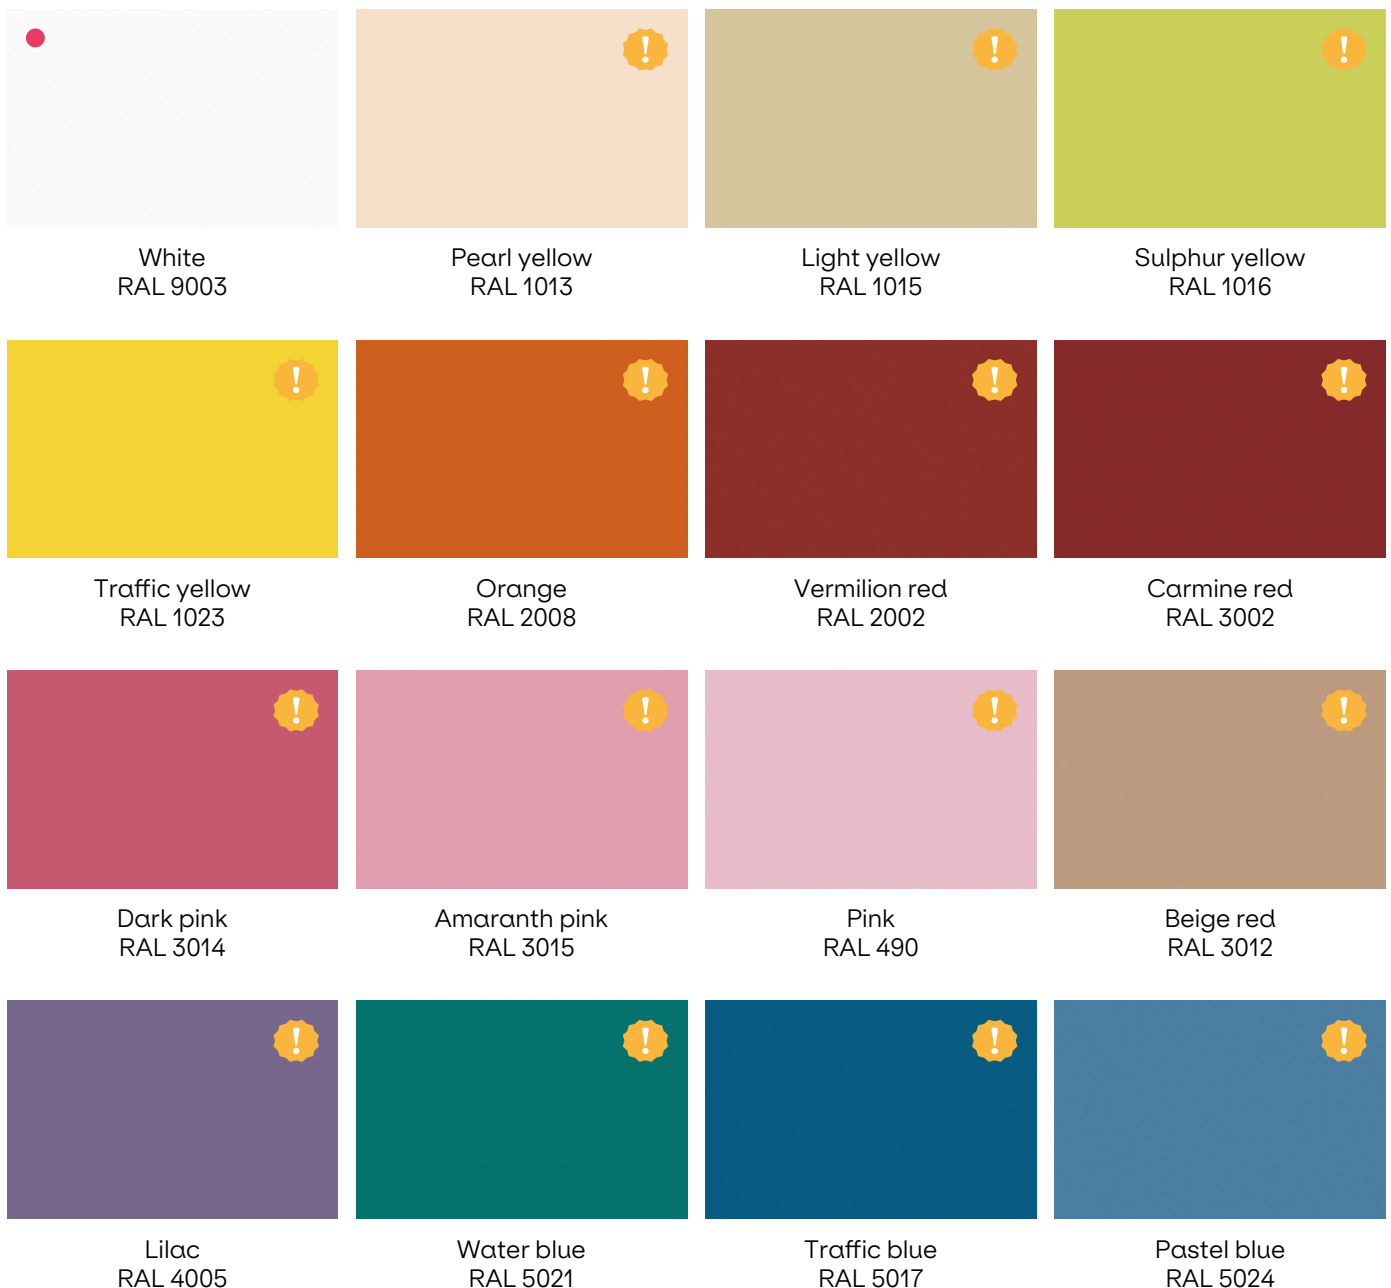 White
RAL 9003
Pearl yellow
RAL 1013
Light yellow
RAL 1015
Sulphur yellow
RAL 1016
Traffic yellow
RAL 1023
Orange
RAL 2008
Vermilion red
RAL 2002
Carmine red
RAL 3002
Dark pink
RAL 3014
Amaranth pink
RAL 3015
Pink
RAL 490
Beige red
RAL 3012
Lilac
RAL 4005
Water blue
RAL 5021
Traffic blue
RAL 5017
Pastel blue
RAL 5024